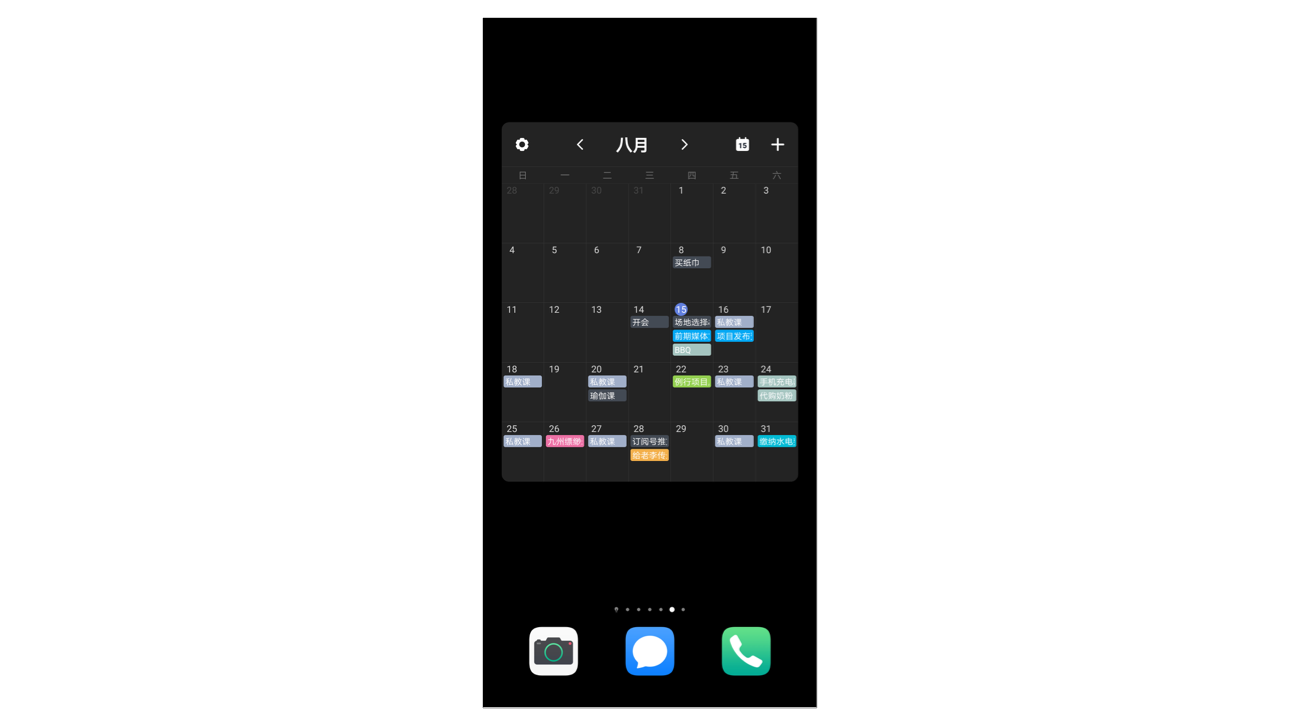 八月
15
日 一 二 三 四 五 六
28 29 30 31 1 2 3
4 5 6 7 8 9 10
买纸巾
11 12 13 14 15 16 17
开会 场地选择 私教课
前期媒体 项目发布
BBQ
18 19 20 21 22 23 24
私教课 私教课 例行项目 私教课 手机充电
瑜伽课 代购奶粉
25 26 27 28 29 30 31
私教课 九州缥缈 私教课 订阅号推 私教课 缴纳水电
给老李传